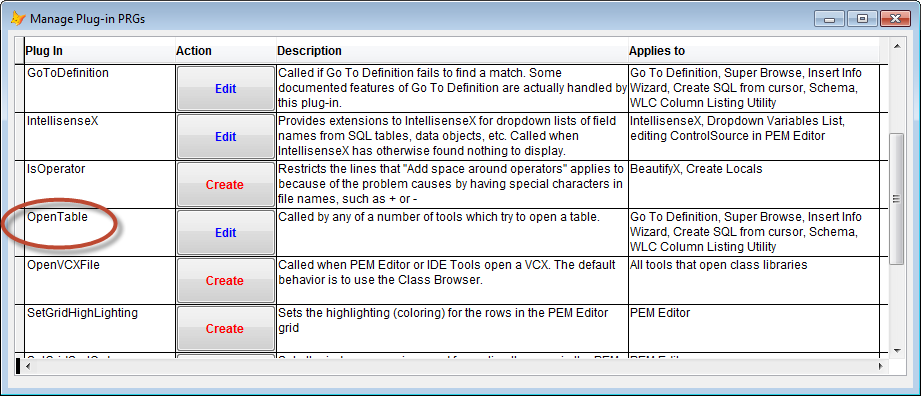 Manage Plug-in PRGs
Plug In Action Description Applies to
GoToDefinition
Edit
Called if Go To Definition fails to find a match. Some
documented features of Go To Definition are actually handled by
this plug-in.
Go To Definition, Super Browse, Insert Info
Wizard, Create SQL from cursor, Schema,
WLC Column Listing Utility
IntellisenseX
Edit
Provides extensions to IntellisenseX for dropdown lists of field
names from SQL tables, data objects, etc. Called when
IntellisenseX has otherwise found nothing to display.
IntellisenseX, Dropdown Variables List,
editing ControlSource in PEM Editor
IsOperator
Create
Restricts the lines that "Add space around operators" applies to
because of the problem causes by having special characters in
file names, such as + or -
BeautifyX, Create Locals
OpenTable
Edit
Called by any of a number of tools which try to open a table.
Go To Definition, Super Browse, Insert Info
Wizard, Create SQL from cursor, Schema,
WLC Column Listing Utility
OpenVCXFile
Create
Called when PEM Editor or IDE Tools open a VCX. The default
behavior is to use the Class Browser.
All tools that open class libraries
SetGridHighLighting
Create
Sets the highlighting (coloring) for the rows in the PEM Editor
grid
PEM Editor